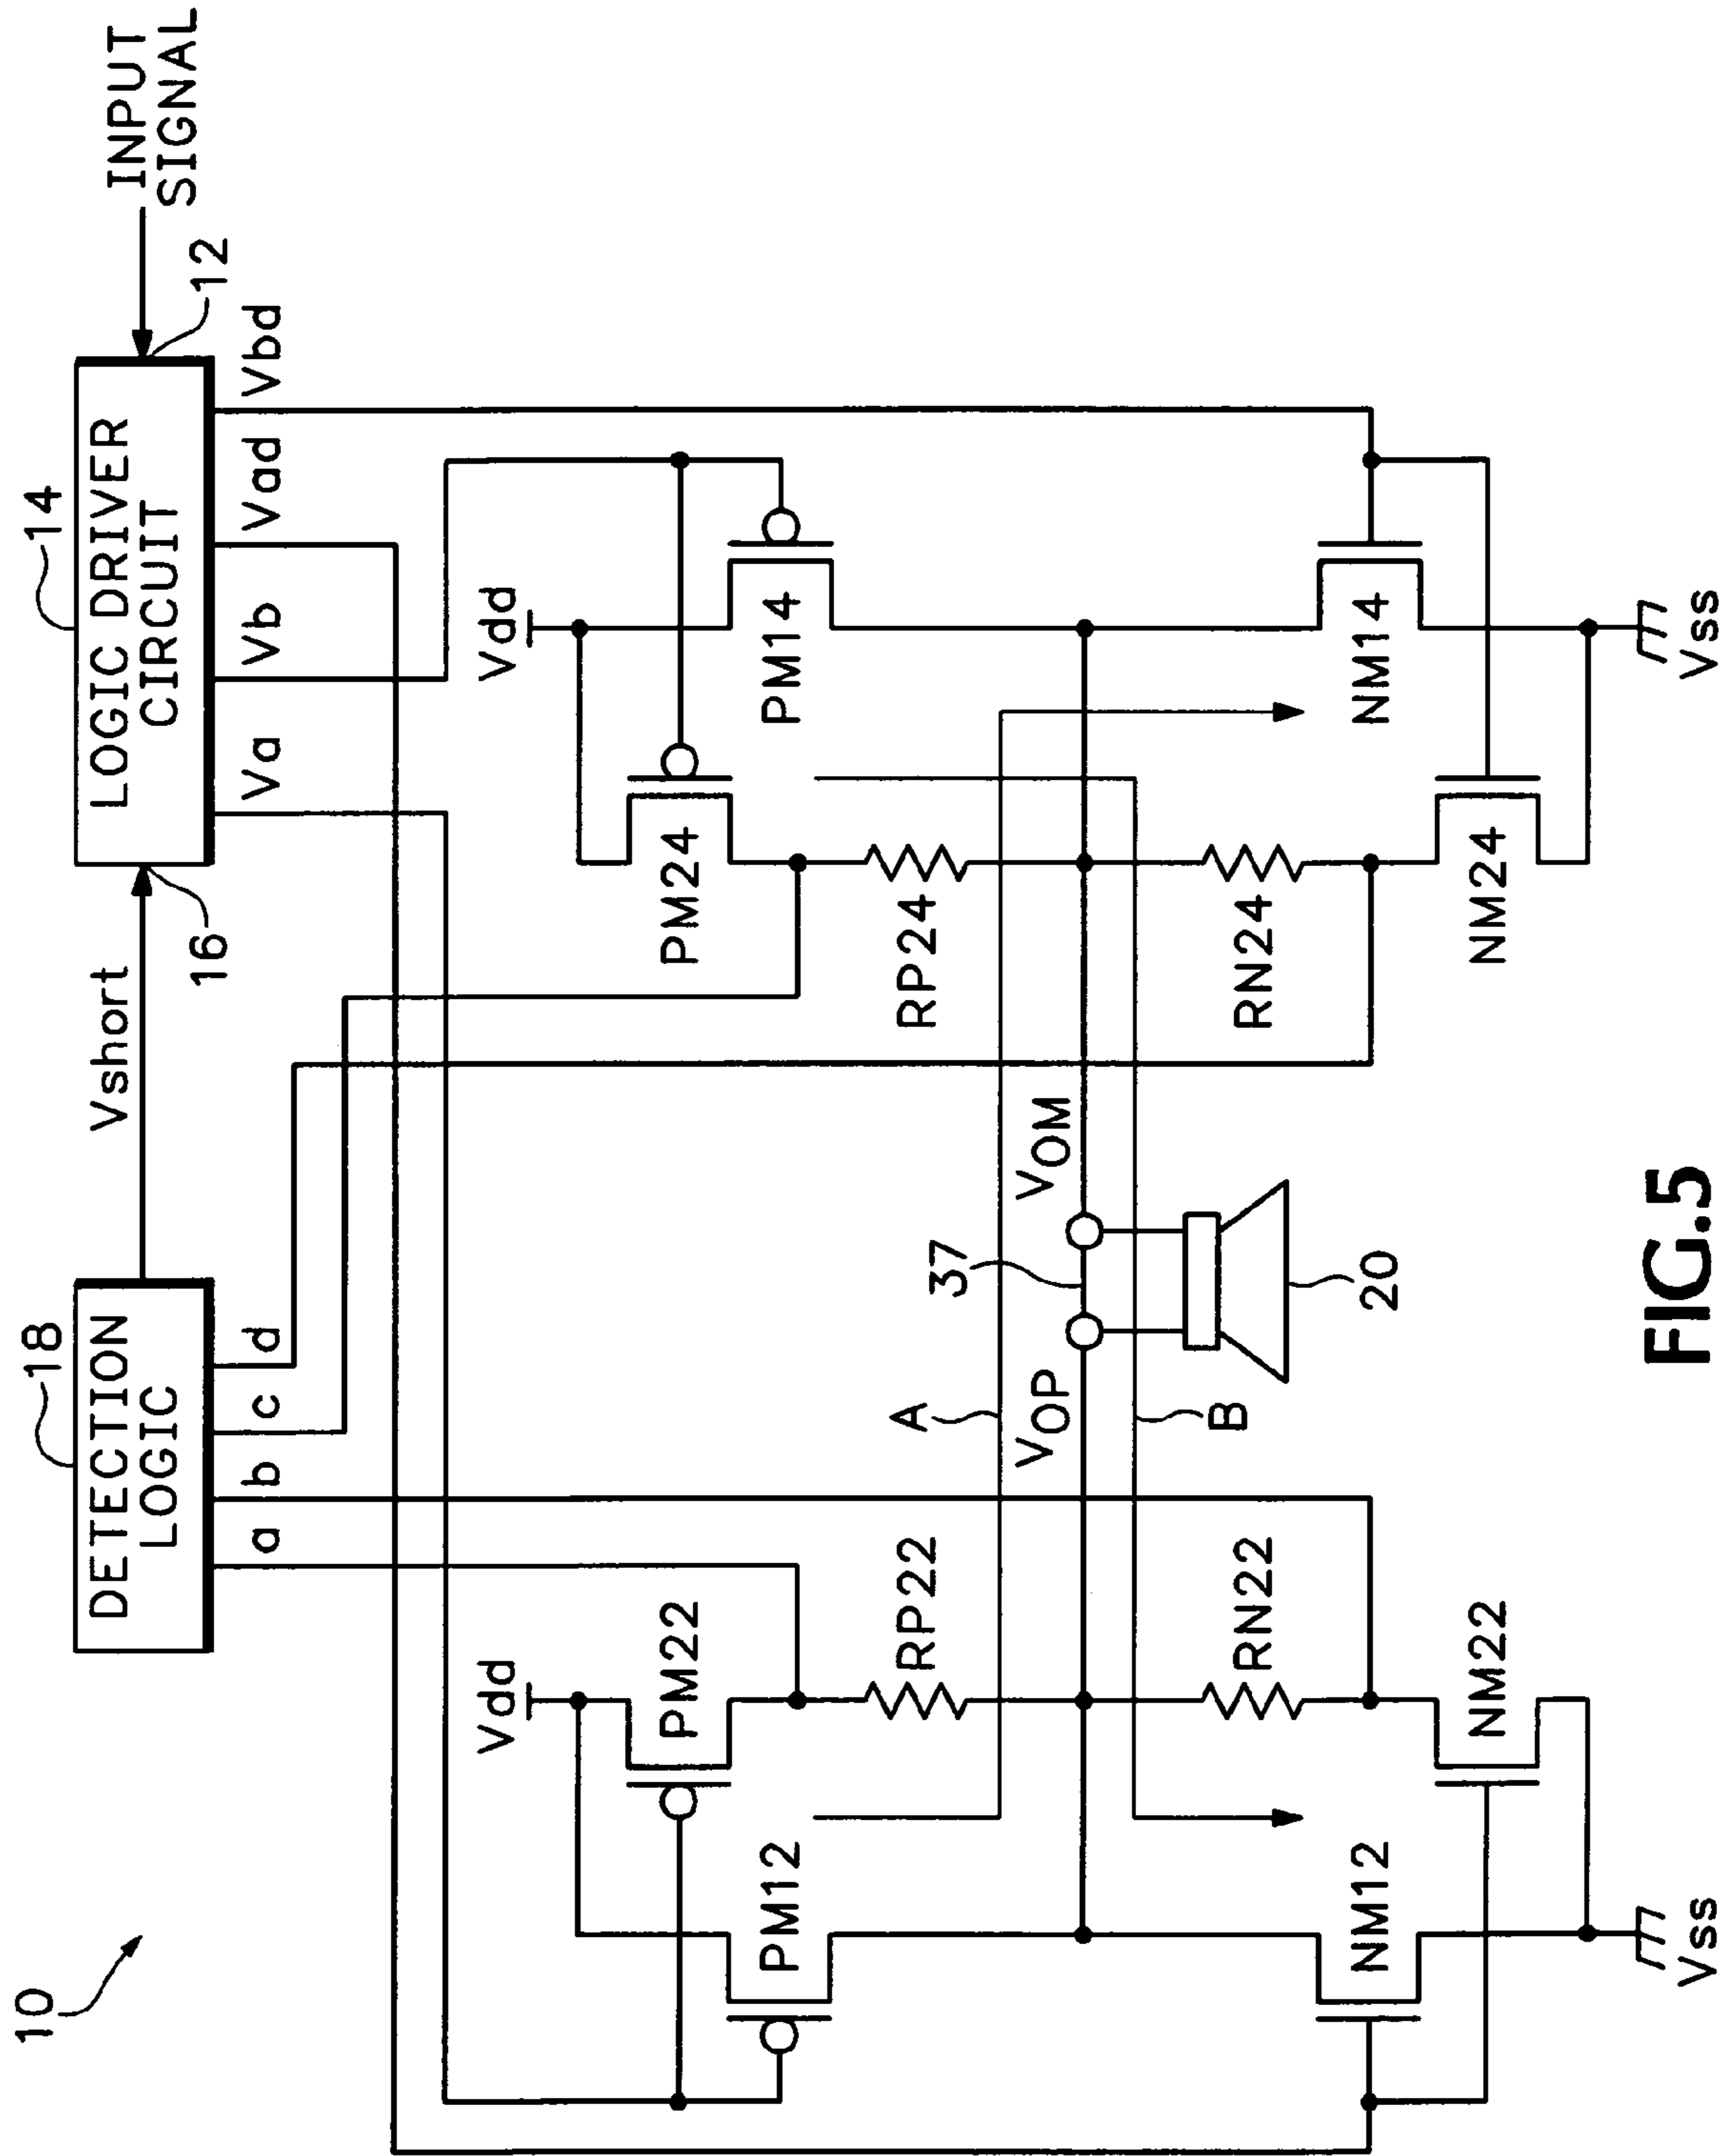 10
18
DETECTION
LOGIC
a
b
c
d
Vshort
16
14
LOGIC DRIVER
CIRCUIT
12
INPUT
SIGNAL
Va
Vb
Vad
Vbd
Vdd
Vdd
PM12
PM22
PM24
PM14
RP22
RP24
A
37
VOP
VOM
B
20
RN22
RN24
NM12
NM22
NM24
NM14
Vss
Vss
FIG.5